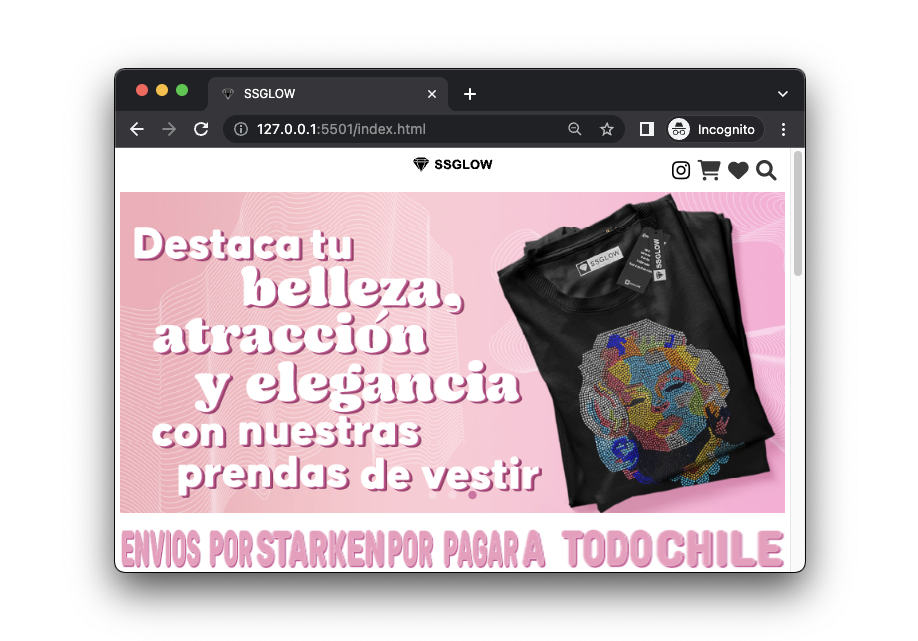 SSGLOW
127.0.0.1:5501/index.html
Incognito
SSGLOW
Destaca tu
belleza,
atracción
y elegancia
con nuestras
prendas de vestir
SSGLOW
SSGLOW
ENVIOS POR STARKEN POR PAGAR A TODO CHILE